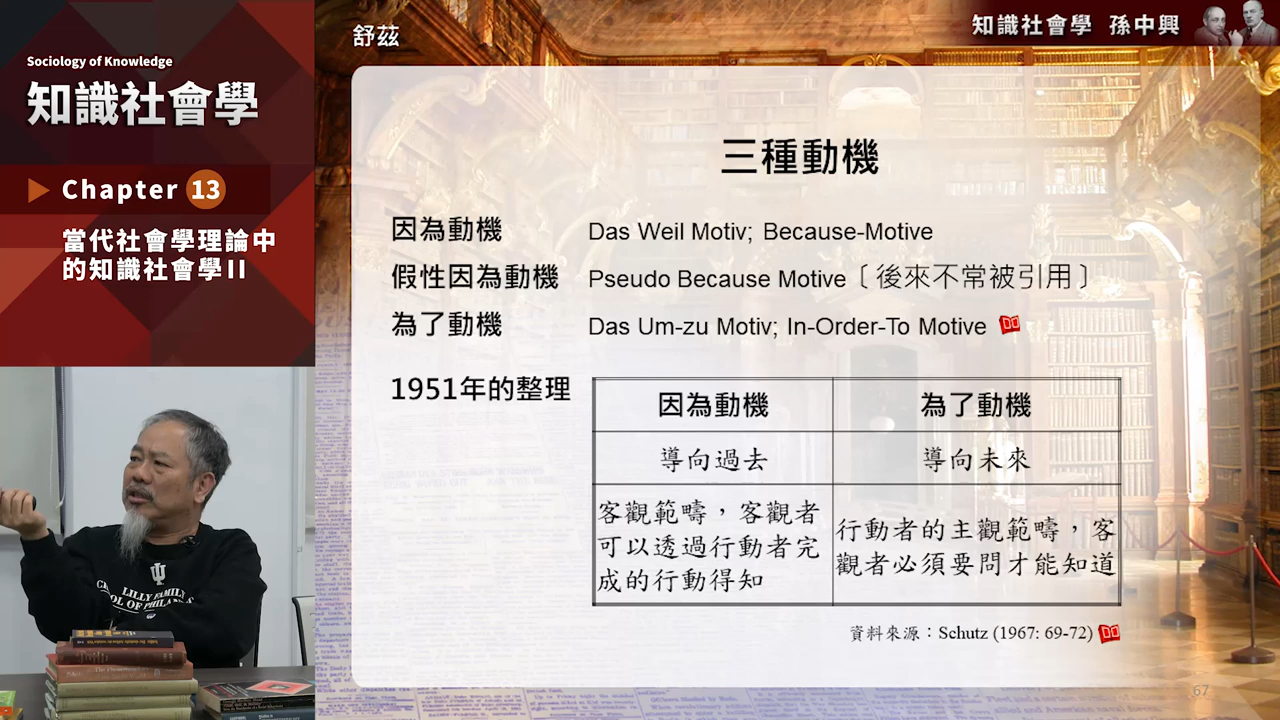 Sociology of Knowledge
知識社會學
Chapter 13
當代社會學理論中
的知識社會學II
舒茲
知識社會學 孫中興
三種動機
因為動機 Das Weil Motiv; Because-Motive
假性因為動機 Pseudo Because Motive〔後來不常被引用〕
為了動機 Das Um-zu Motiv; In-Order-To Motive
1951年的整理
因為動機 為了動機
導向過去 導向未來
客觀範疇,客觀者
可以透過行動者完
成的行動得知
行動者的主觀範疇,客
觀者必須要問才能知道
資料來源:Schutz (1967: 69-72)
67
LILLY FAMILY
OL OF PHILA